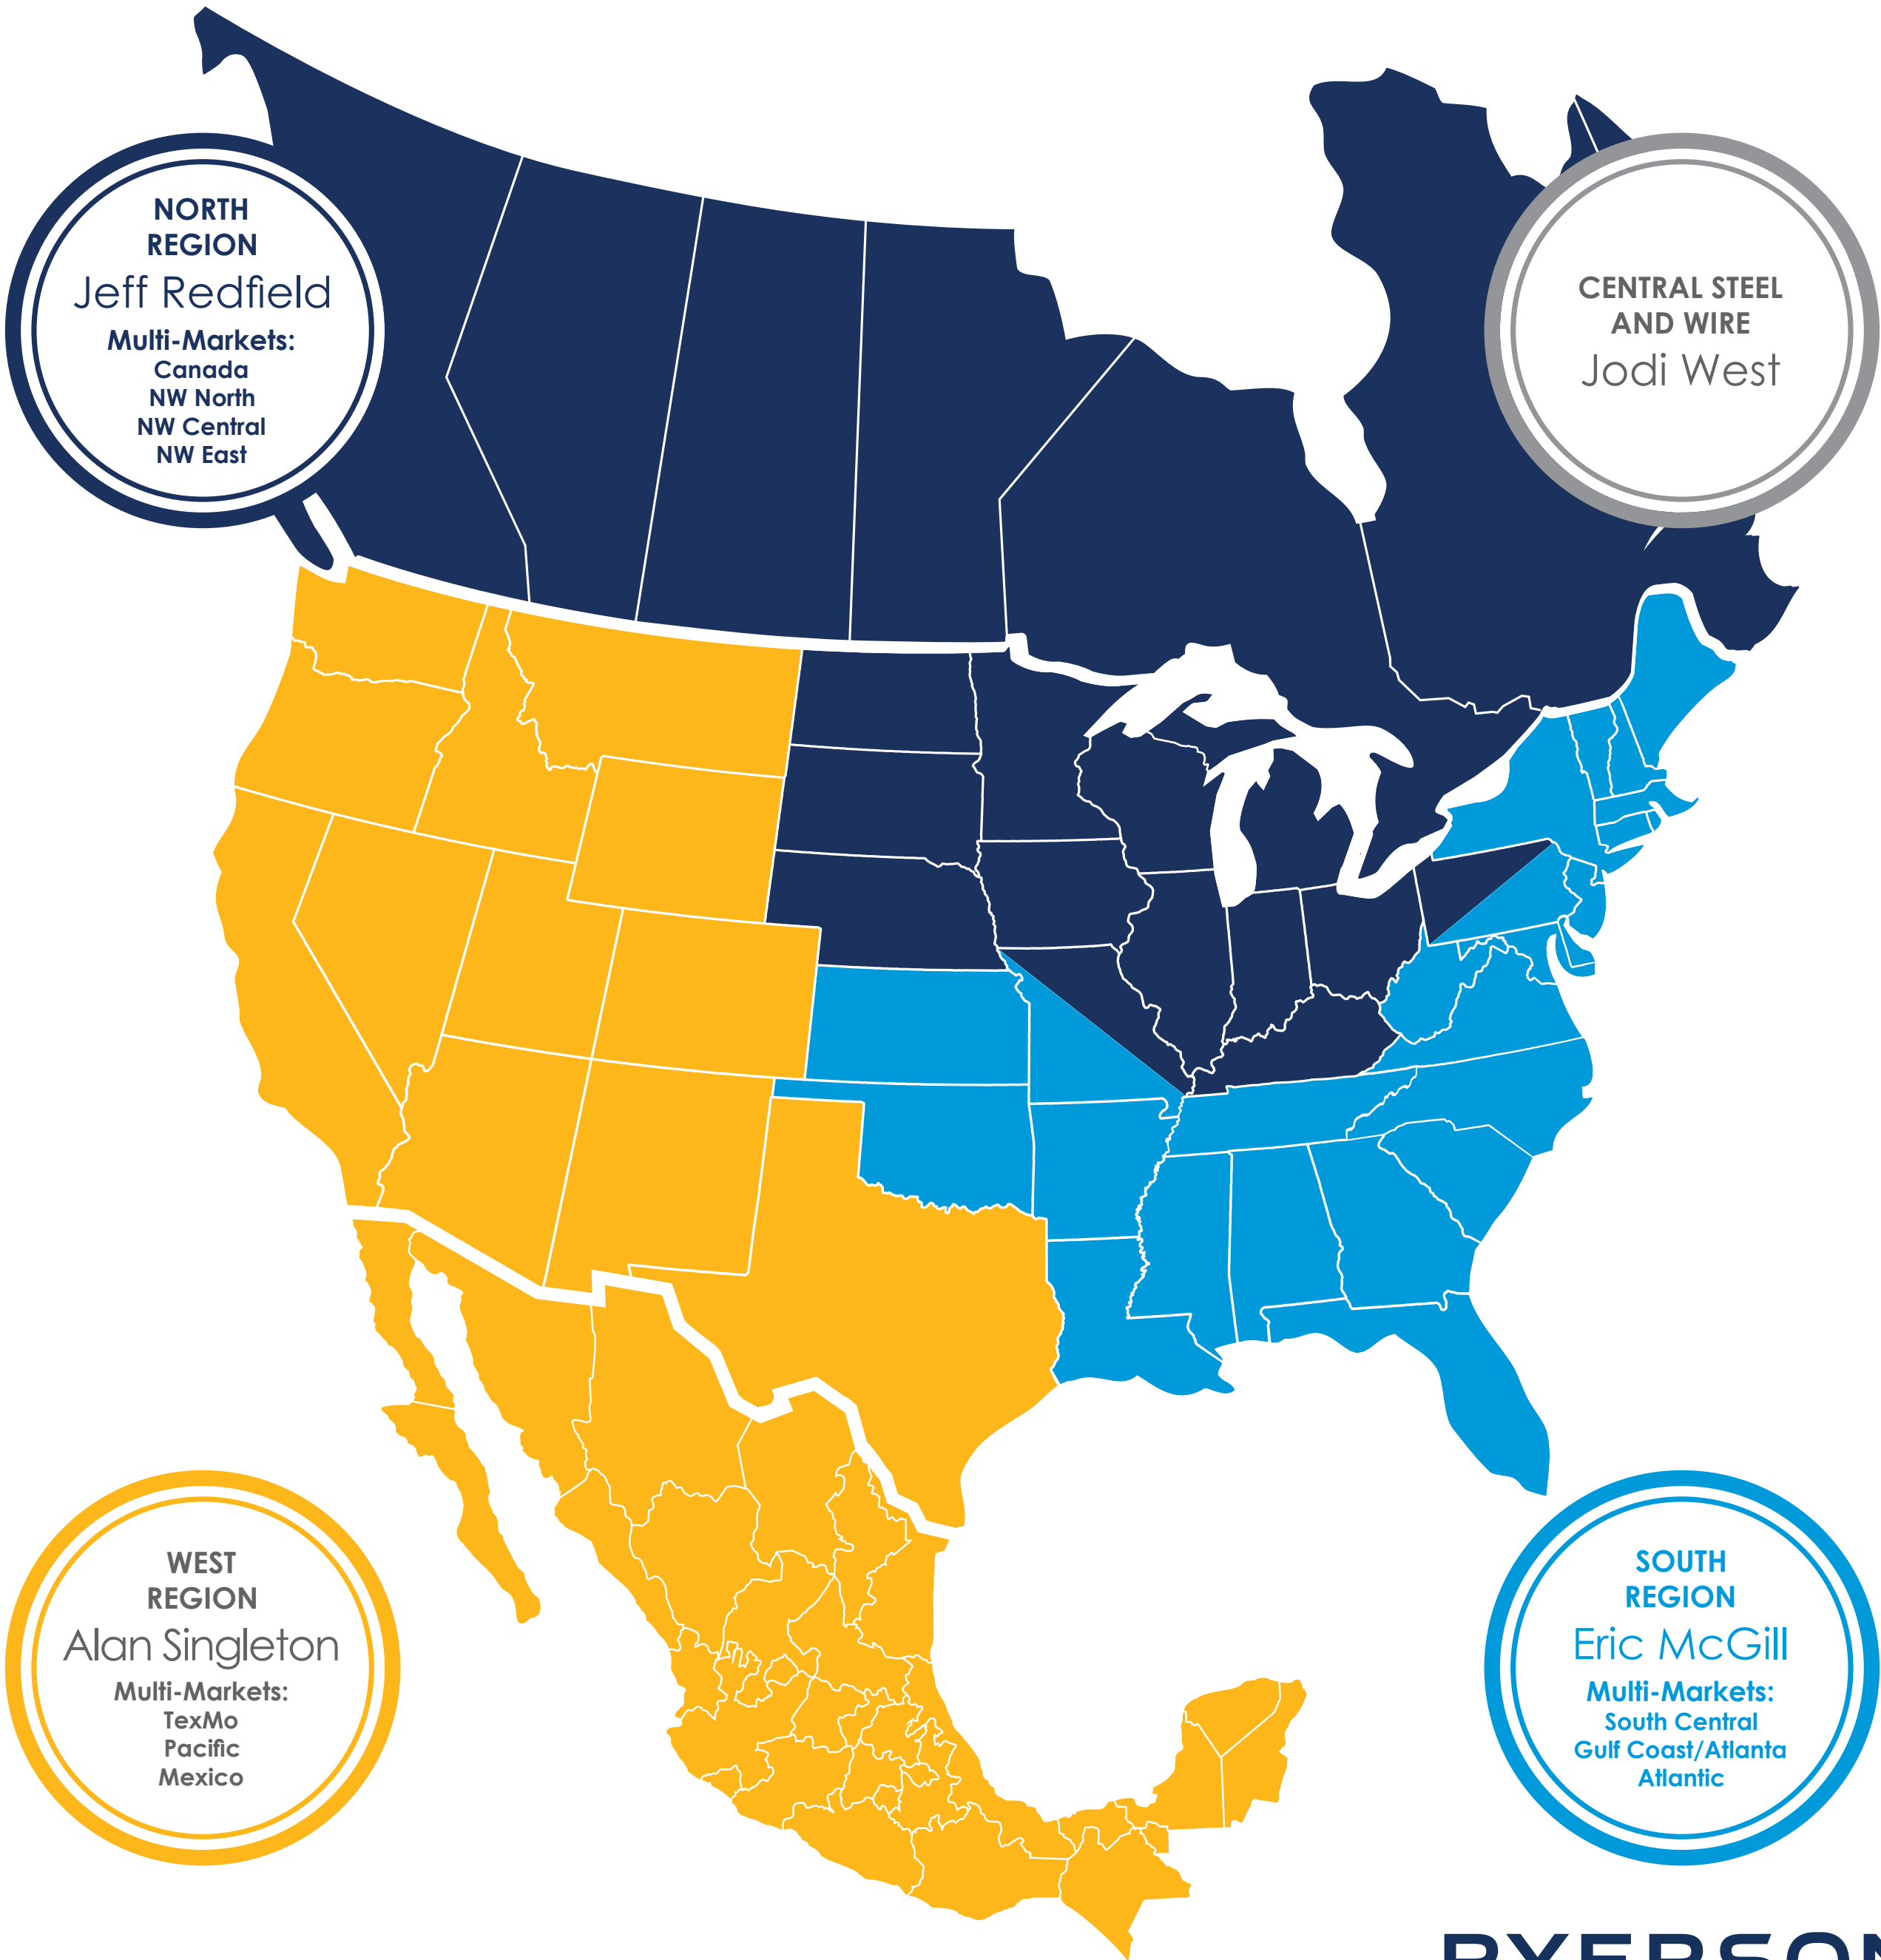 NORTH
REGION
Jeff Redfield
Multi-Markets:
Canada
NW North
NW Central
NW East
CENTRAL STEEL
AND WIRE
Jodi West
WEST
REGION
Alan Singleton
Multi-Markets:
TexMo
Pacific
Mexico
SOUTH
REGION
Eric McGill
Multi-Markets:
South Central
Gulf Coast/Atlanta
Atlantic
RYERSON